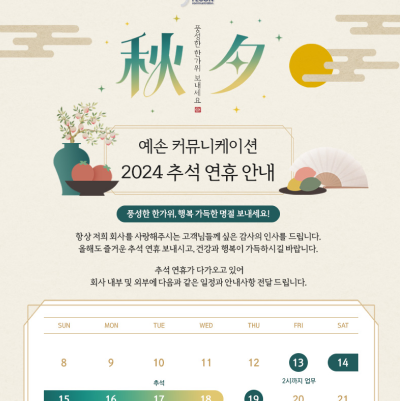 秋夕
풍성한 한가위 보내세요
예손 커뮤니케이션
2024 추석 연휴 안내
풍성한 한가위, 행복 가득한 명절 보내세요!
항상 저희 회사를 사랑해주시는 고객님들께 깊은 감사의 인사를 드립니다.
올해도 즐거운 추석 연휴 보내시고, 건강과 행복이 가득하시길 바랍니다.
추석 연휴가 다가오고 있어
회사 내부 및 외부에 다음과 같은 일정과 안내사항 전달 드립니다.
SUN MON TUE WED THU FRI SAT
8 9 10 11 12 13 14
추석 2시까지 업무
15 16 17 18 19 20 21